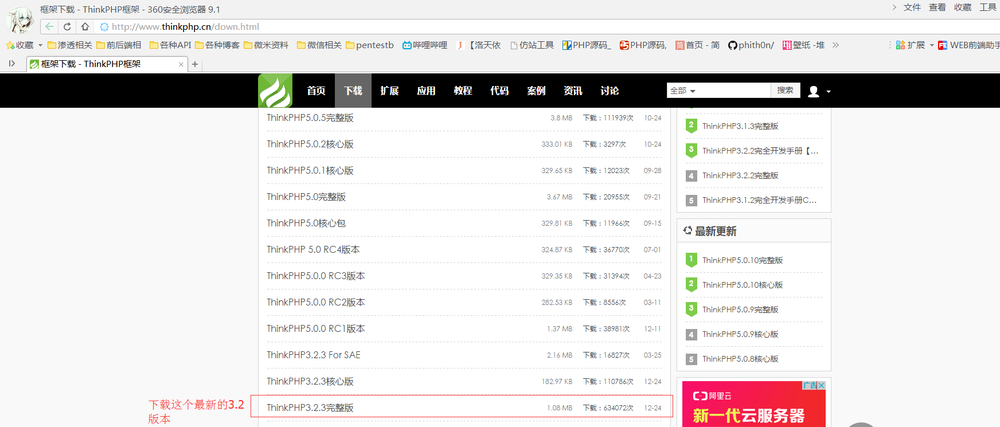 框架下载 - ThinkPHP框架 - 360安全浏览器 9.1
文件 查看 收藏 工具
http://www.thinkphp.cn/down.html
收藏 渗透相关 前后端相 各种API 各种博客 微米资料 微信相关 pentestb 哔哩哔哩 【洛天依 仿站工具 PHP源码_ PHP源码, 简 首页 - 简 phith0n/ 堆 壁纸 -堆 » 扩展 WEB前端助手
框架下载 - ThinkPHP框架 × +
首页 下载 扩展 应用 教程 代码 案例 资讯 讨论 全部 搜索
ThinkPHP5.0.5完整版 3.8 MB 下载：111939次 10-24
ThinkPHP5.0.2核心版 333.01 KB 下载：3297次 10-24
ThinkPHP5.0.1核心版 329.65 KB 下载：12023次 09-28
ThinkPHP5.0完整版 3.67 MB 下载：20955次 09-21
ThinkPHP5.0核心包 329.81 KB 下载：11966次 09-15
ThinkPHP 5.0 RC4版本 324.87 KB 下载：36770次 07-01
ThinkPHP5.0.0 RC3版本 329.35 KB 下载：31394次 04-23
ThinkPHP5.0.0 RC2版本 282.53 KB 下载：8556次 03-11
ThinkPHP5.0.0 RC1版本 1.37 MB 下载：38981次 12-11
ThinkPHP3.2.3 For SAE 2.16 MB 下载：16827次 03-25
ThinkPHP3.2.3核心版 182.97 KB 下载：110786次 12-24
ThinkPHP3.2.3完整版 1.08 MB 下载：634072次 12-24
下载这个最新的3.2
版本
2 ThinkPHP3.1.3完整版
3 ThinkPHP3.2.2完全开发手册【...
4 ThinkPHP3.2.2完整版
5 ThinkPHP3.1.2完全开发手册C...
最新更新
1 ThinkPHP5.0.10完整版
2 ThinkPHP5.0.10核心版
3 ThinkPHP5.0.9完整版
4 ThinkPHP5.0.9核心版
5 ThinkPHP5.0.8核心版
广告
阿里云
新一代云服务器